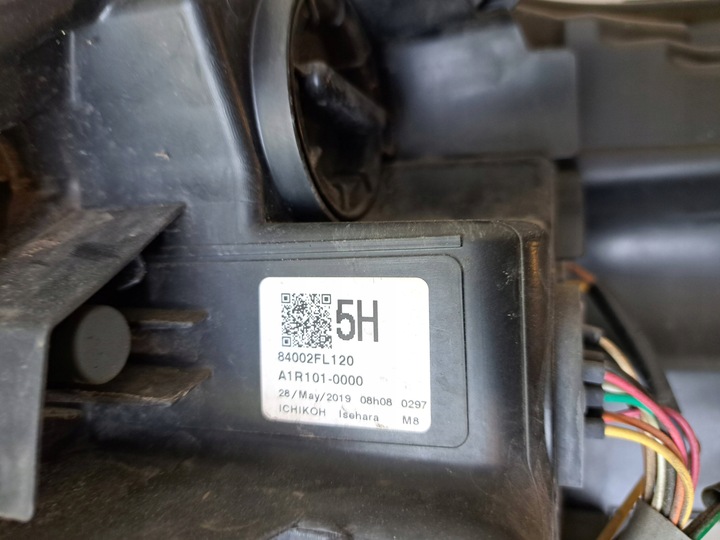 5H
84002FL120
A1R101-0000
28/May/2019 08h08 0297
ICHIKOH Isehara M8